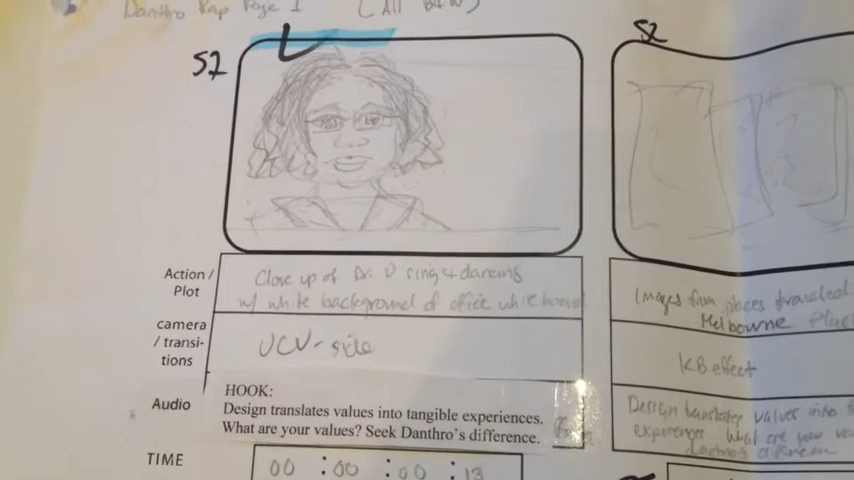 Danthro Rap Page 1 (All B&W)
S2
S2
Action / Plot
Close up of Dr. D sing & dancing
w/ white background of office white board
camera / transi- tions
VCU - side
Audio
HOOK:
Design translates values into tangible experiences.
What are your values? Seek Danthro's difference.
TIME
00 : 00 : 00 : 13
Images from places traveled
Melbourne
KB effect
Design translates values into
experiences. What are your